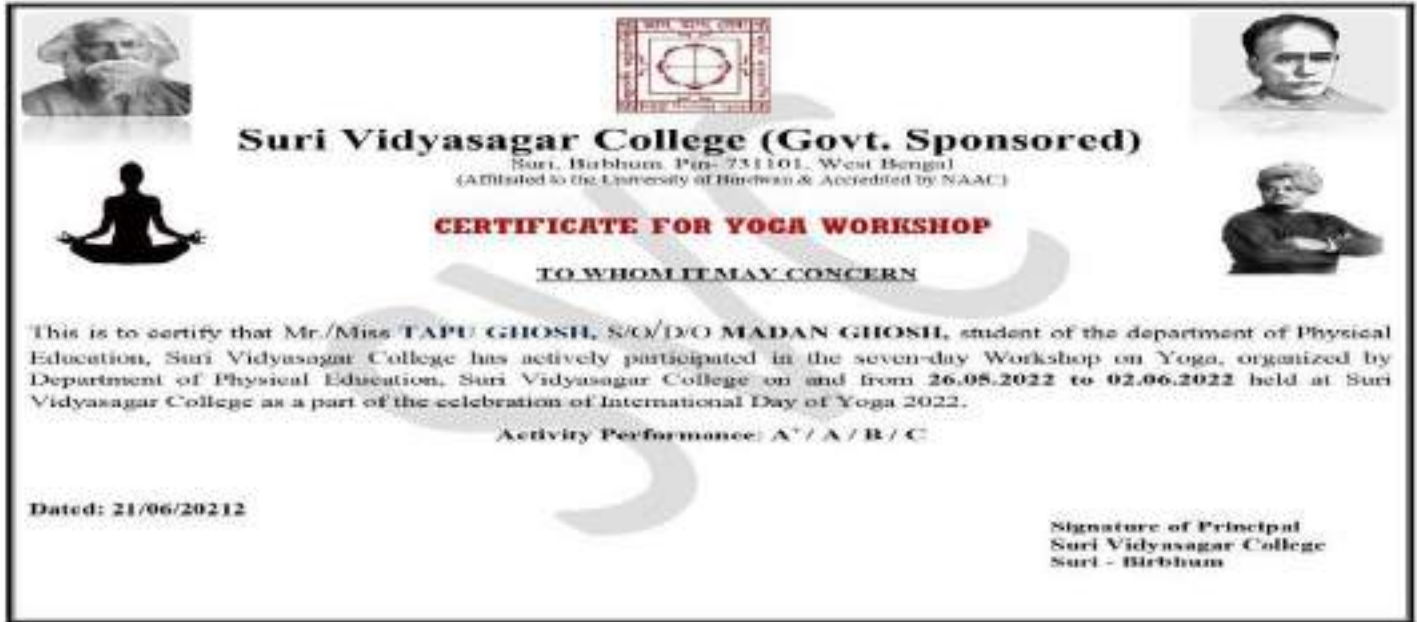 Suri Vidyasagar College (Govt. Sponsored)
Suri, Birbhum, Pin- 731101, West Bengal
(Affiliated to the University of Burdwan & Accredited by NAAC)
CERTIFICATE FOR YOGA WORKSHOP
TO WHOM IT MAY CONCERN
This is to certify that Mr./Miss TAPU GHOSH, S/O/D/O MADAN GHOSH, student of the department of Physical
Education, Suri Vidyasagar College has actively participated in the seven-day Workshop on Yoga, organized by
Department of Physical Education, Suri Vidyasagar College on and from 26.05.2022 to 02.06.2022 held at Suri
Vidyasagar College as a part of the celebration of International Day of Yoga 2022.
Activity Performance: A+ / A / B / C
Dated: 21/06/20212
Signature of Principal
Suri Vidyasagar College
Suri - Birbhum
SVC